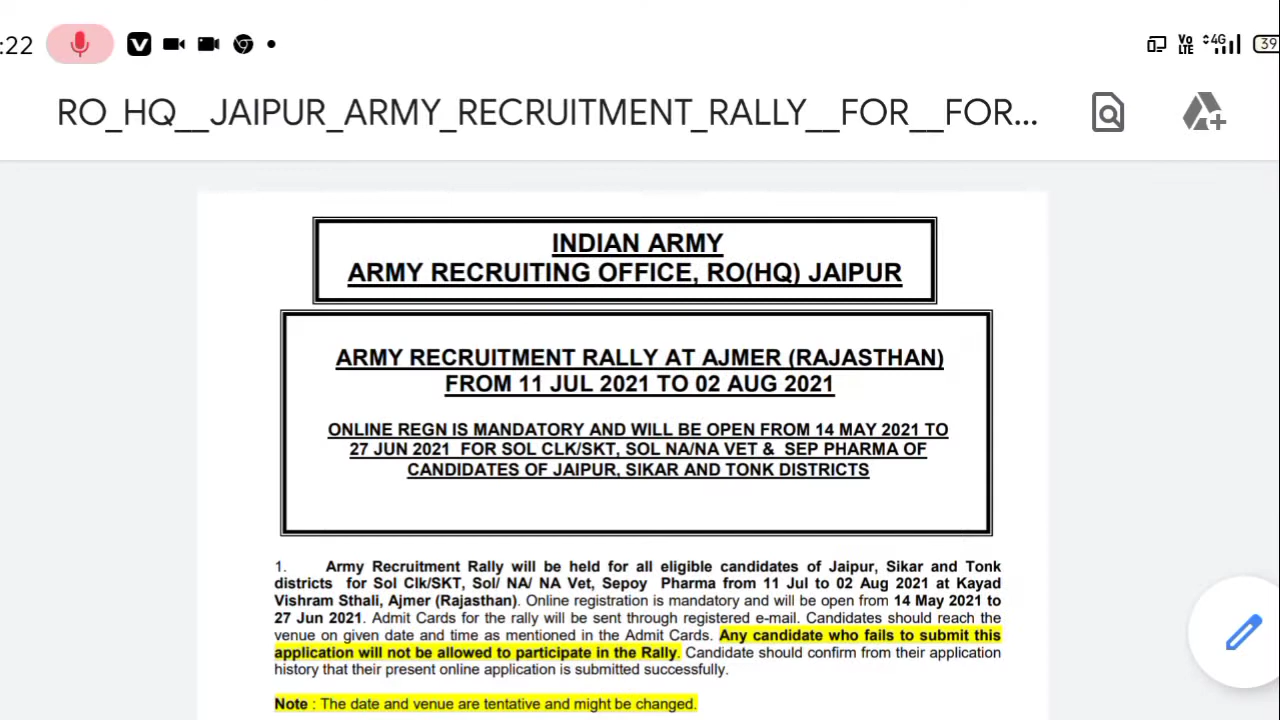 :22
Vo LTE 4G 39
RO_HQ__JAIPUR_ARMY_RECRUITMENT_RALLY__FOR__FOR...
INDIAN ARMY
ARMY RECRUITING OFFICE, RO(HQ) JAIPUR
ARMY RECRUITMENT RALLY AT AJMER (RAJASTHAN)
FROM 11 JUL 2021 TO 02 AUG 2021
ONLINE REGN IS MANDATORY AND WILL BE OPEN FROM 14 MAY 2021 TO
27 JUN 2021 FOR SOL CLK/SKT, SOL NA/NA VET & SEP PHARMA OF
CANDIDATES OF JAIPUR, SIKAR AND TONK DISTRICTS
1. Army Recruitment Rally will be held for all eligible candidates of Jaipur, Sikar and Tonk
districts for Sol Clk/SKT, Sol/ NA/ NA Vet, Sepoy Pharma from 11 Jul to 02 Aug 2021 at Kayad
Vishram Sthali, Ajmer (Rajasthan). Online registration is mandatory and will be open from 14 May 2021 to
27 Jun 2021. Admit Cards for the rally will be sent through registered e-mail. Candidates should reach the
venue on given date and time as mentioned in the Admit Cards. Any candidate who fails to submit this
application will not be allowed to participate in the Rally. Candidate should confirm from their application
history that their present online application is submitted successfully.
Note : The date and venue are tentative and might be changed.